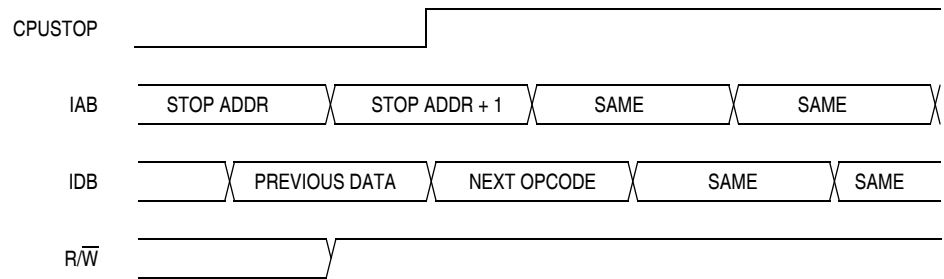 CPUSTOP
IAB STOP ADDR STOP ADDR + 1 SAME SAME
IDB PREVIOUS DATA NEXT OPCODE SAME SAME
R/W̅